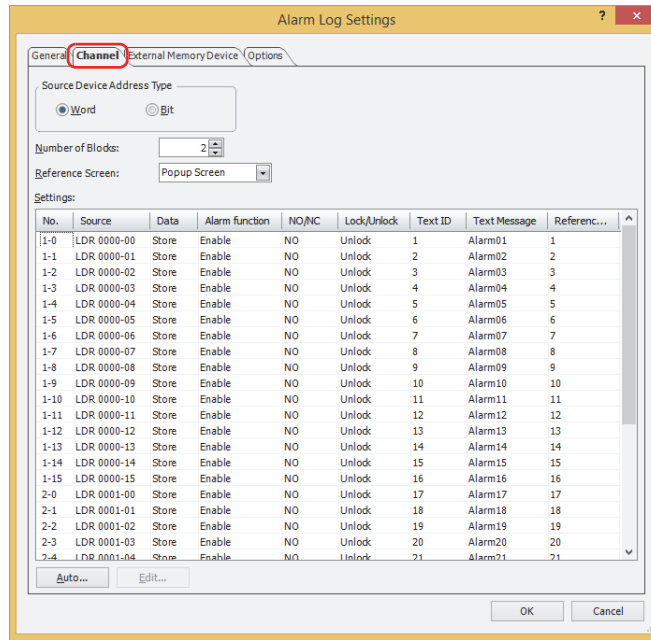 Alarm Log Settings ? ×
General Channel External Memory Device Options
Source Device Address Type
Word Bit
Number of Blocks: 2
Reference Screen: Popup Screen
Settings:
No. Source Data Alarm function NO/NC Lock/Unlock Text ID Text Message Referenc...
1-0 LDR 0000-00 Store Enable NO Unlock 1 Alarm01 1
1-1 LDR 0000-01 Store Enable NO Unlock 2 Alarm02 2
1-2 LDR 0000-02 Store Enable NO Unlock 3 Alarm03 3
1-3 LDR 0000-03 Store Enable NO Unlock 4 Alarm04 4
1-4 LDR 0000-04 Store Enable NO Unlock 5 Alarm05 5
1-5 LDR 0000-05 Store Enable NO Unlock 6 Alarm06 6
1-6 LDR 0000-06 Store Enable NO Unlock 7 Alarm07 7
1-7 LDR 0000-07 Store Enable NO Unlock 8 Alarm08 8
1-8 LDR 0000-08 Store Enable NO Unlock 9 Alarm09 9
1-9 LDR 0000-09 Store Enable NO Unlock 10 Alarm10 10
1-10 LDR 0000-10 Store Enable NO Unlock 11 Alarm11 11
1-11 LDR 0000-11 Store Enable NO Unlock 12 Alarm12 12
1-12 LDR 0000-12 Store Enable NO Unlock 13 Alarm13 13
1-13 LDR 0000-13 Store Enable NO Unlock 14 Alarm14 14
1-14 LDR 0000-14 Store Enable NO Unlock 15 Alarm15 15
1-15 LDR 0000-15 Store Enable NO Unlock 16 Alarm16 16
2-0 LDR 0001-00 Store Enable NO Unlock 17 Alarm17 17
2-1 LDR 0001-01 Store Enable NO Unlock 18 Alarm18 18
2-2 LDR 0001-02 Store Enable NO Unlock 19 Alarm19 19
2-3 LDR 0001-03 Store Enable NO Unlock 20 Alarm20 20
2-4 LDR 0001-04 Store Enable NO Unlock 21 Alarm21 21
Auto... Edit...
OK Cancel